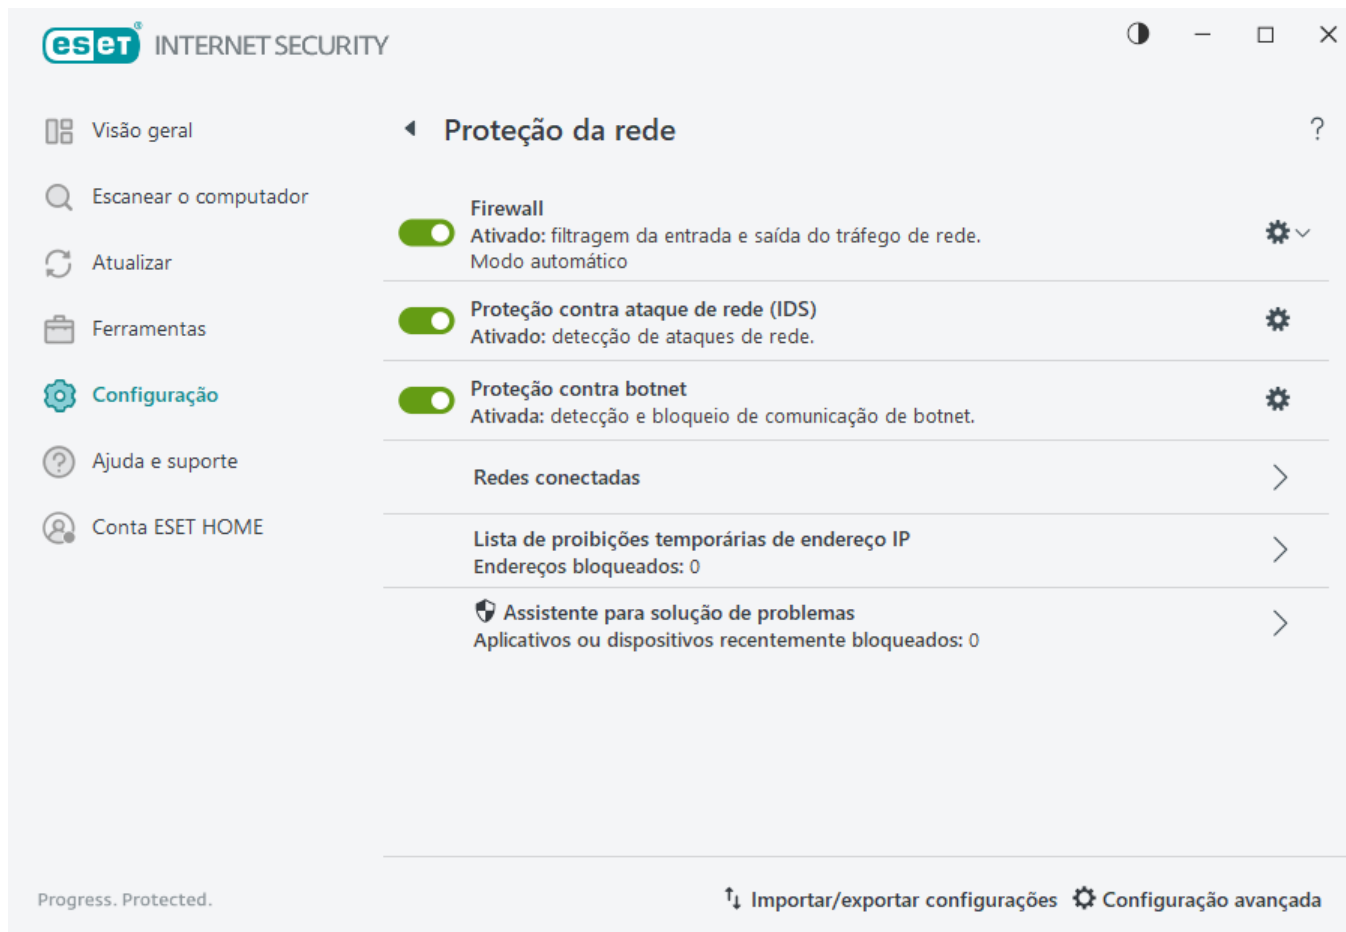 eset® INTERNET SECURITY
Visão geral
Escanear o computador
Atualizar
Ferramentas
Configuração
Ajuda e suporte
Conta ESET HOME
Proteção da rede
?
Firewall
Ativado: filtragem da entrada e saída do tráfego de rede.
Modo automático
Proteção contra ataque de rede (IDS)
Ativado: detecção de ataques de rede.
Proteção contra botnet
Ativada: detecção e bloqueio de comunicação de botnet.
Redes conectadas
Lista de proibições temporárias de endereço IP
Endereços bloqueados: 0
Assistente para solução de problemas
Aplicativos ou dispositivos recentemente bloqueados: 0
Progress. Protected.
Importar/exportar configurações
Configuração avançada